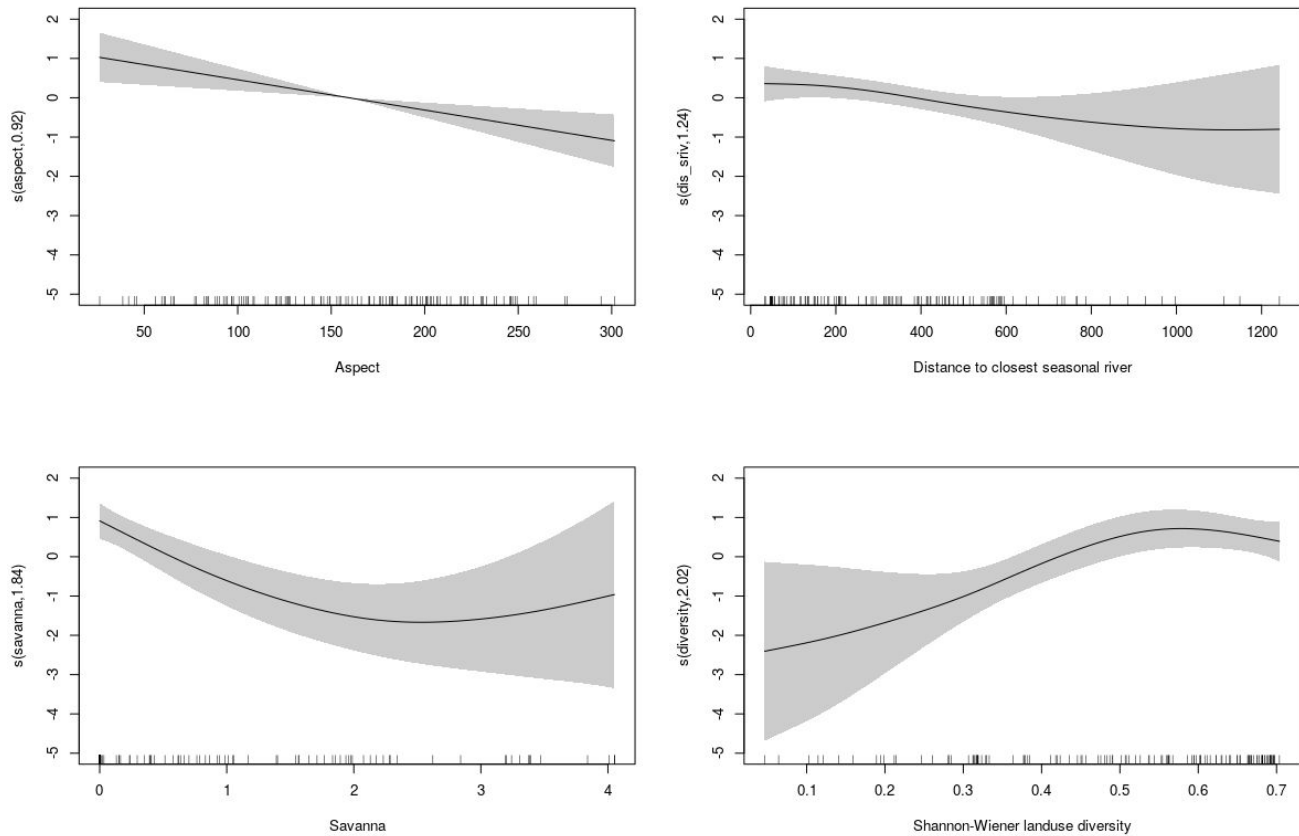 2
1
0
-1
-2
-3
-4
-5
s(aspect,0.92)
50 100 150 200 250 300
Aspect
2
1
0
-1
-2
-3
-4
-5
s(dis_sriv,1.24)
0 200 400 600 800 1000 1200
Distance to closest seasonal river
2
1
0
-1
-2
-3
-4
-5
s(savanna,1.84)
0 1 2 3 4
Savanna
2
1
0
-1
-2
-3
-4
-5
s(diversity,2.02)
0.1 0.2 0.3 0.4 0.5 0.6 0.7
Shannon-Wiener landuse diversity